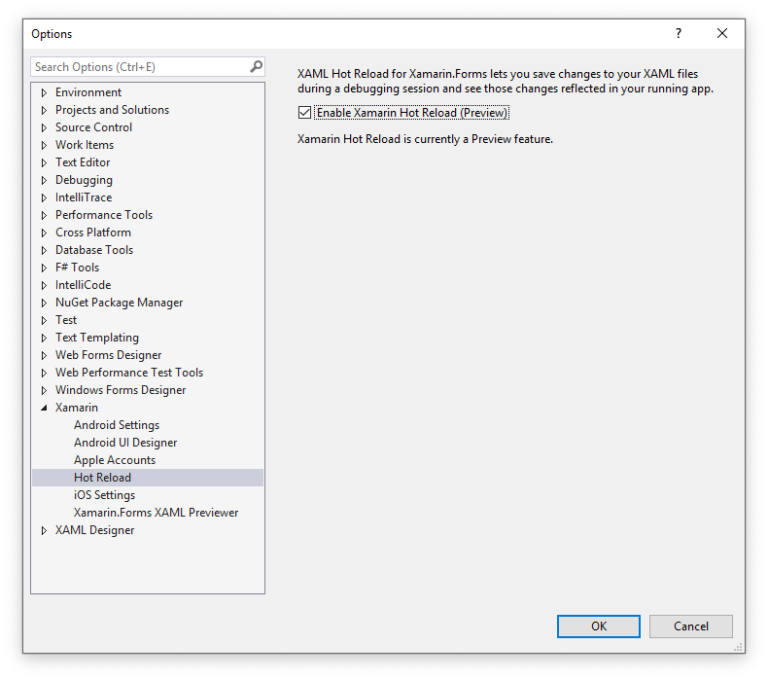 Options
?
Search Options (Ctrl+E)
Environment
Projects and Solutions
Source Control
Work Items
Text Editor
Debugging
IntelliTrace
Performance Tools
Cross Platform
Database Tools
F# Tools
IntelliCode
NuGet Package Manager
Test
Text Templating
Web Forms Designer
Web Performance Test Tools
Windows Forms Designer
Xamarin
Android Settings
Android UI Designer
Apple Accounts
Hot Reload
iOS Settings
Xamarin.Forms XAML Previewer
XAML Designer
XAML Hot Reload for Xamarin.Forms lets you save changes to your XAML files
during a debugging session and see those changes reflected in your running app.
Enable Xamarin Hot Reload (Preview)
Xamarin Hot Reload is currently a Preview feature.
OK
Cancel